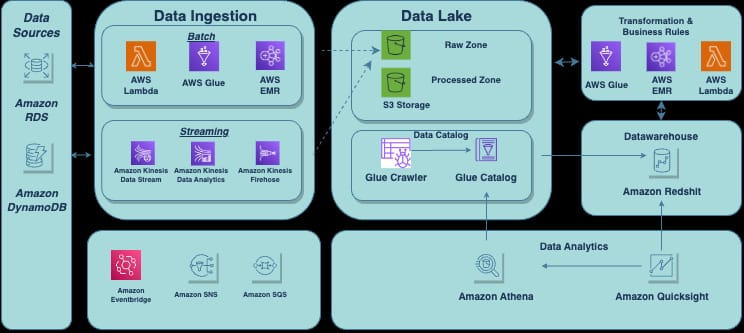 Data
Sources
Amazon
RDS
Amazon
DynamoDB
Data Ingestion
Batch
AWS
Lambda
AWS Glue
AWS
EMR
Streaming
Amazon Kinesis
Data Stream
Amazon Kinesis
Data Analytics
Amazon Kinesis
Firehose
Data Lake
Raw Zone
Processed Zone
S3 Storage
Data Catalog
Glue Crawler
Glue Catalog
Transformation &
Business Rules
AWS Glue
AWS
EMR
AWS
Lambda
Datawarehouse
Amazon Redshit
Amazon
Eventbridge
Amazon SNS
Amazon SQS
Data Analytics
Amazon Athena
Amazon Quicksight